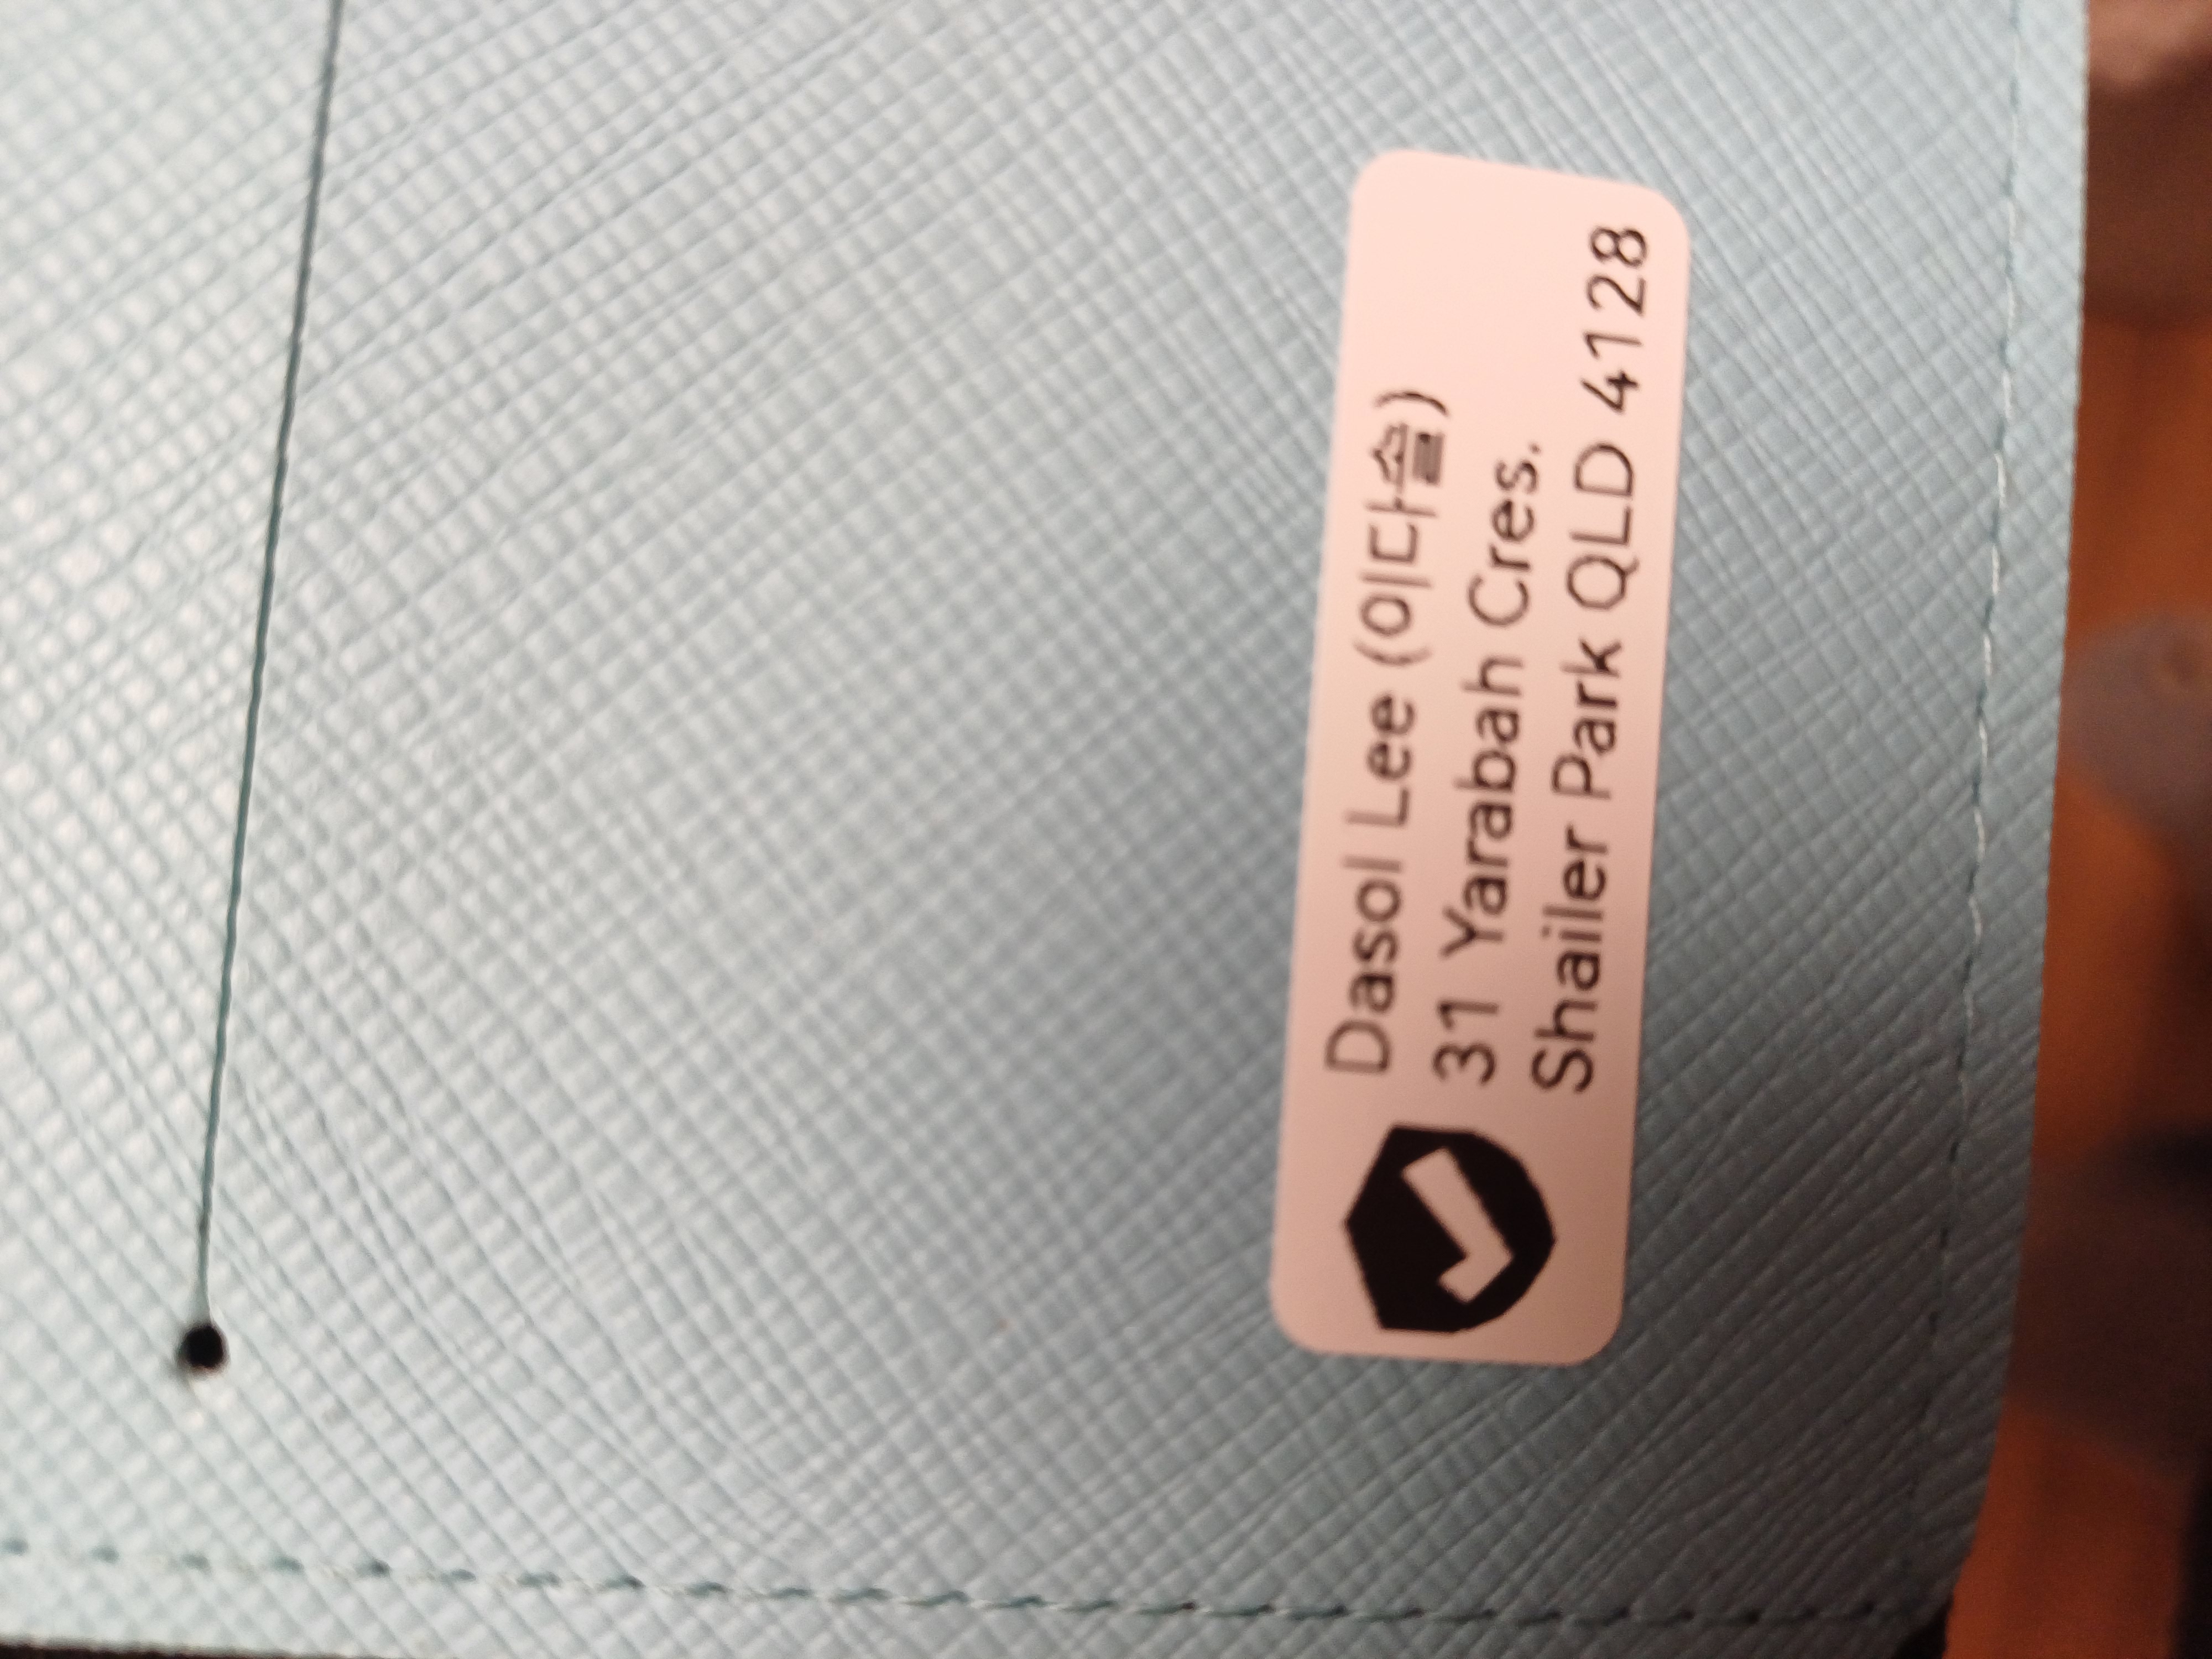 Dasol Lee (이다솔)
31 Yarabah Cres.
Shailer Park QLD 4128